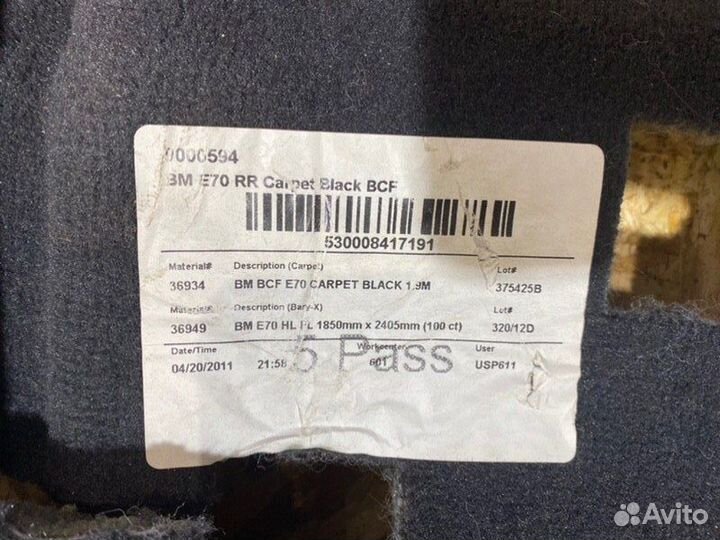 0000594
BM E70 RR Carpet Black BCF
530008417191
Material# Description (Carpet) Lot#
36934 BM BCF E70 CARPET BLACK 1.9M 375425B
Material# Description (Bary-X) Lot#
36949 BM E70 HL PL 1850mm x 2405mm (100 ct) 320/12D
Date/Time Workcenter User
04/20/2011 21:58 601 USP611
5 Pass
Avito